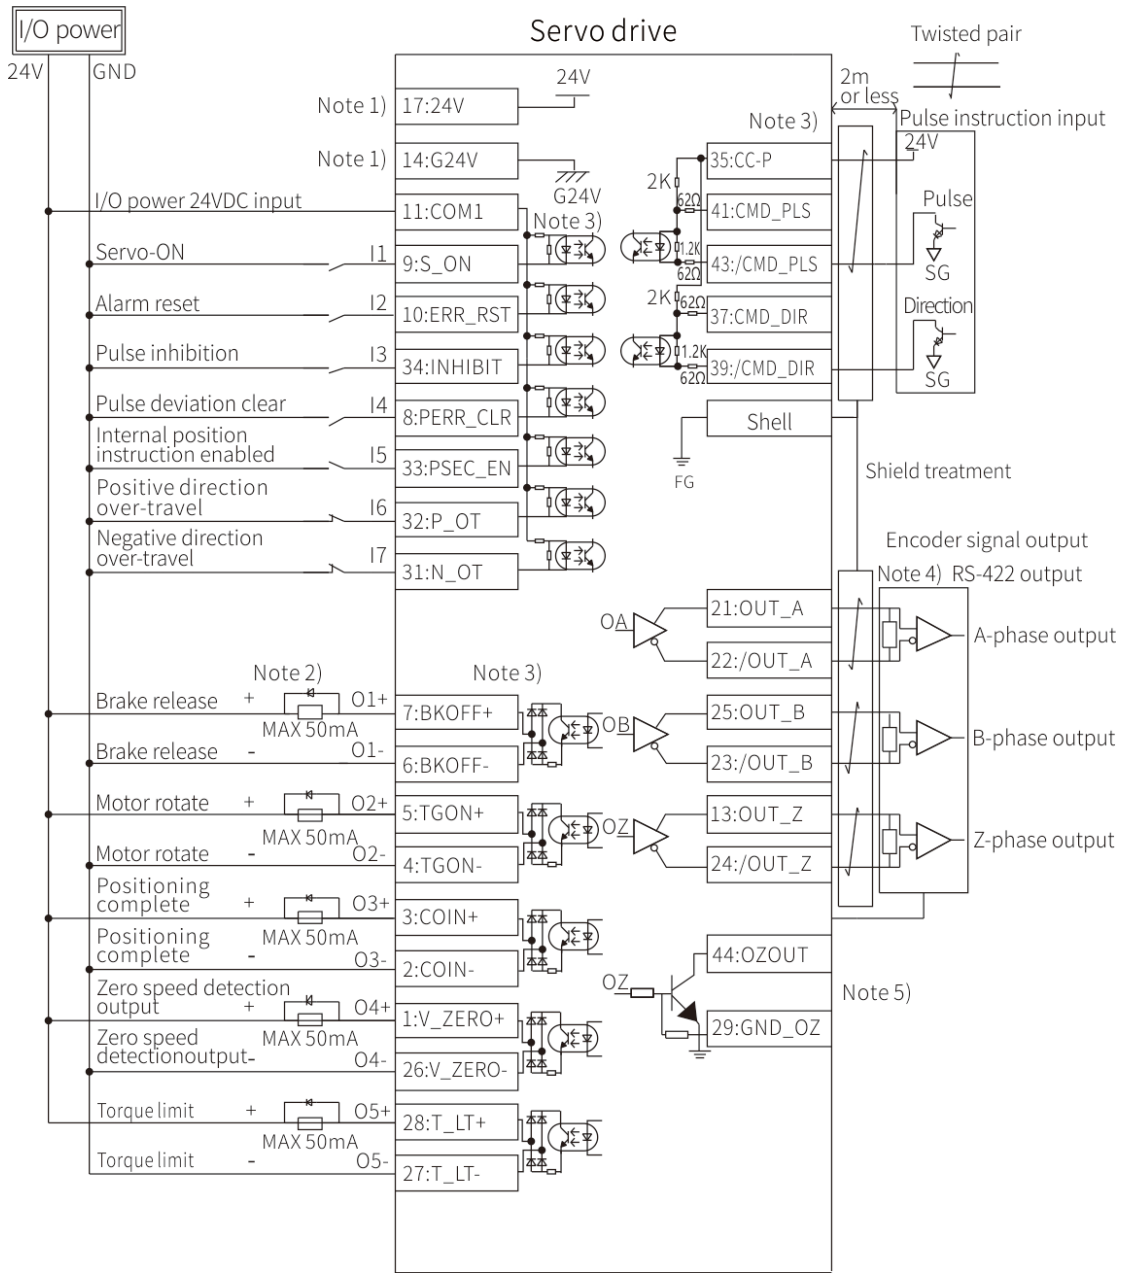 I/O power
Servo drive
Twisted pair
24V
GND
24V
2m
or less
Note 1)
17:24V
Note 3)
Pulse instruction input
24V
Note 1)
14:G24V
G24V
35:CC-P
2K
62Ω
I/O power 24VDC input
11:COM1
Note 3)
41:CMD_PLS
Pulse
Servo-ON
I1
9:S_ON
1.2K
62Ω
43:/CMD_PLS
SG
Alarm reset
I2
10:ERR_RST
2K
62Ω
37:CMD_DIR
Direction
Pulse inhibition
I3
34:INHIBIT
1.2K
62Ω
39:/CMD_DIR
SG
Pulse deviation clear
I4
8:PERR_CLR
Shell
Internal position
instruction enabled
I5
33:PSEC_EN
FG
Shield treatment
Positive direction
over-travel
I6
32:P_OT
Negative direction
over-travel
I7
31:N_OT
Encoder signal output
Note 4) RS-422 output
OA
21:OUT_A
22:/OUT_A
A-phase output
Note 2)
Note 3)
Brake release +
MAX 50mA
O1+
7:BKOFF+
OB
25:OUT_B
Brake release -
O1-
6:BKOFF-
23:/OUT_B
B-phase output
Motor rotate +
MAX 50mA
O2+
5:TGON+
OZ
13:OUT_Z
Motor rotate -
O2-
4:TGON-
24:/OUT_Z
Z-phase output
Positioning
complete +
MAX 50mA
O3+
3:COIN+
Positioning
complete -
O3-
2:COIN-
44:OZOUT
OZ
Note 5)
Zero speed detection
output +
MAX 50mA
O4+
1:V_ZERO+
29:GND_OZ
Zero speed
detectionoutput-
O4-
26:V_ZERO-
Torque limit +
MAX 50mA
O5+
28:T_LT+
Torque limit -
O5-
27:T_LT-